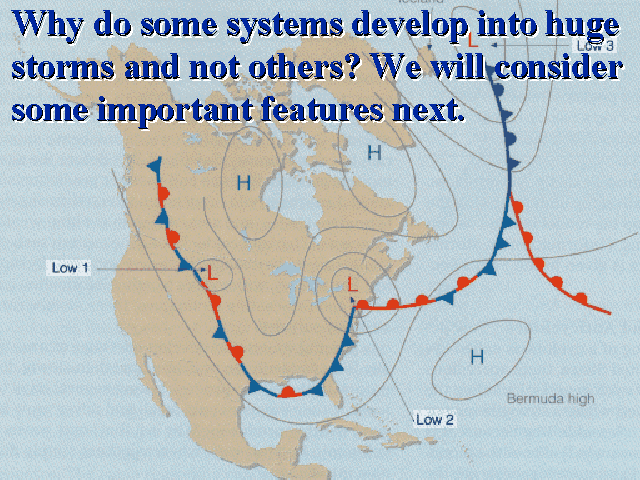 Why do some systems develop into huge
storms and not others? We will consider
some important features next.
Iceland
L
Low 3
H
H
Low 1
L
L
H
Bermuda high
Low 2